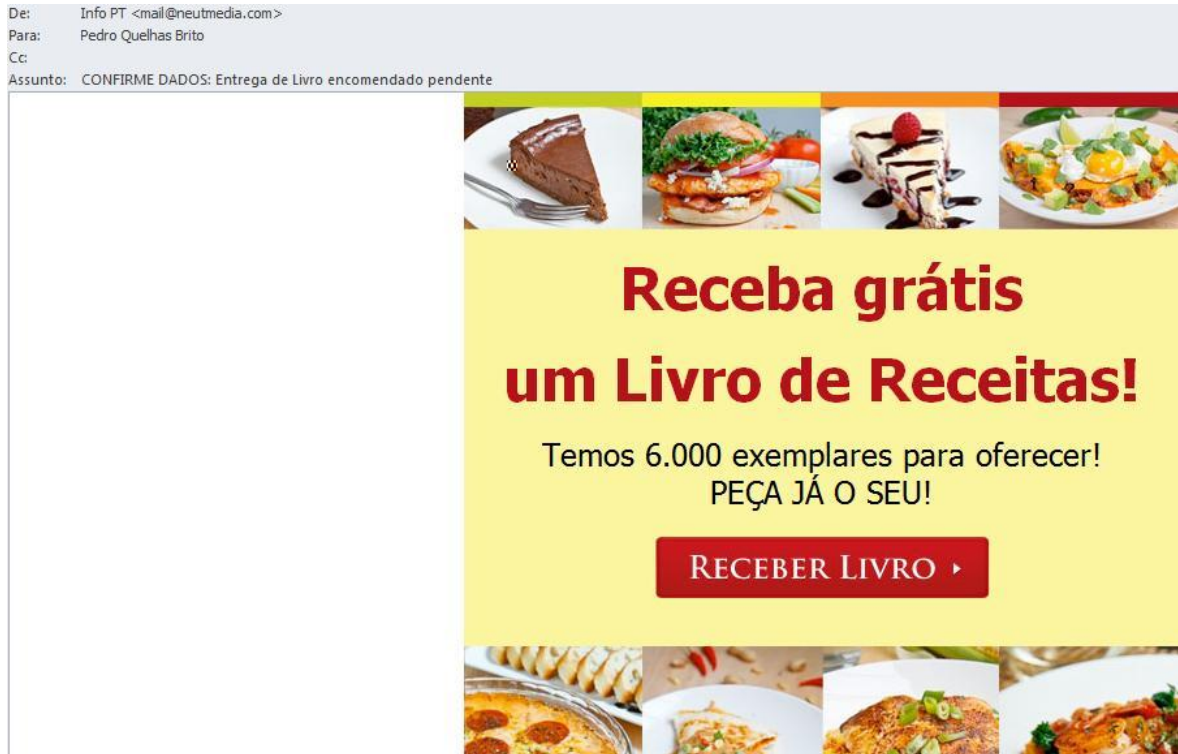 De: Info PT <mail@neutmedia.com>
Para: Pedro Quelhas Brito
Cc:
Assunto: CONFIRME DADOS: Entrega de Livro encomendado pendente
Receba grátis
um Livro de Receitas!
Temos 6.000 exemplares para oferecer!
PEÇA JÁ O SEU!
RECEBER LIVRO